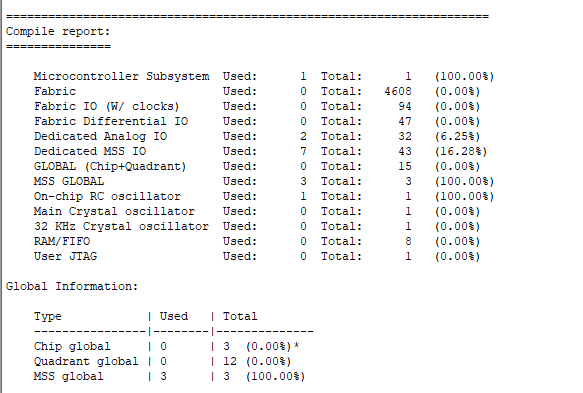 =====================================================================
Compile report:
===============
Microcontroller Subsystem  Used:      1  Total:      1   (100.00%)
Fabric                     Used:      0  Total:   4608   (0.00%)
Fabric IO (W/ clocks)      Used:      0  Total:     94   (0.00%)
Fabric Differential IO     Used:      0  Total:     47   (0.00%)
Dedicated Analog IO        Used:      2  Total:     32   (6.25%)
Dedicated MSS IO           Used:      7  Total:     43   (16.28%)
GLOBAL (Chip+Quadrant)     Used:      0  Total:     15   (0.00%)
MSS GLOBAL                 Used:      3  Total:      3   (100.00%)
On-chip RC oscillator      Used:      1  Total:      1   (100.00%)
Main Crystal oscillator    Used:      0  Total:      1   (0.00%)
32 KHz Crystal oscillator  Used:      0  Total:      1   (0.00%)
RAM/FIFO                   Used:      0  Total:      8   (0.00%)
User JTAG                  Used:      0  Total:      1   (0.00%)
Global Information:
Type            | Used   | Total
----------------|--------|--------------
Chip global     | 0      | 3  (0.00%)*
Quadrant global | 0      | 12 (0.00%)
MSS global      | 3      | 3  (100.00%)